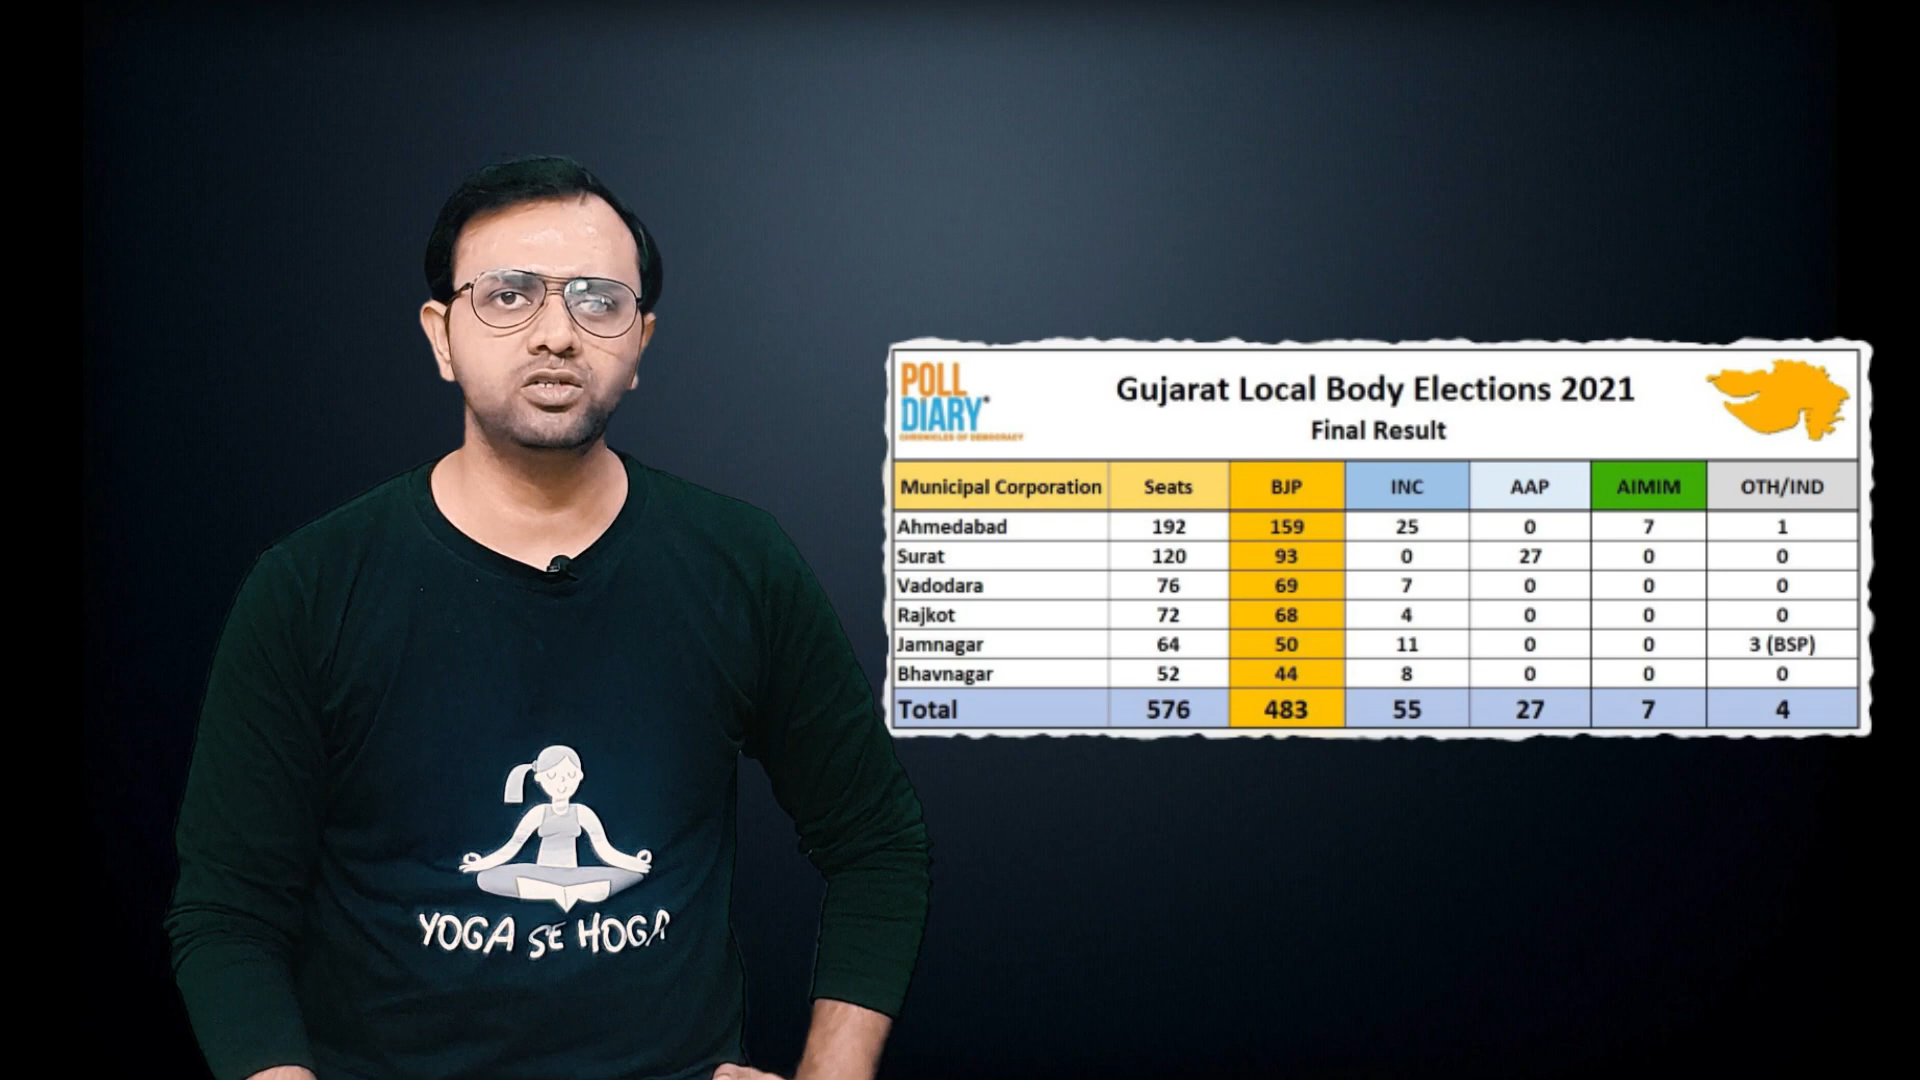 POLL
DIARY
CHRONICLES OF DEMOCRACY
Gujarat Local Body Elections 2021
Final Result
Municipal Corporation Seats BJP INC AAP AIMIM OTH/IND
Ahmedabad 192 159 25 0 7 1
Surat 120 93 0 27 0 0
Vadodara 76 69 7 0 0 0
Rajkot 72 68 4 0 0 0
Jamnagar 64 50 11 0 0 3 (BSP)
Bhavnagar 52 44 8 0 0 0
Total 576 483 55 27 7 4
YOGA SE HOGA